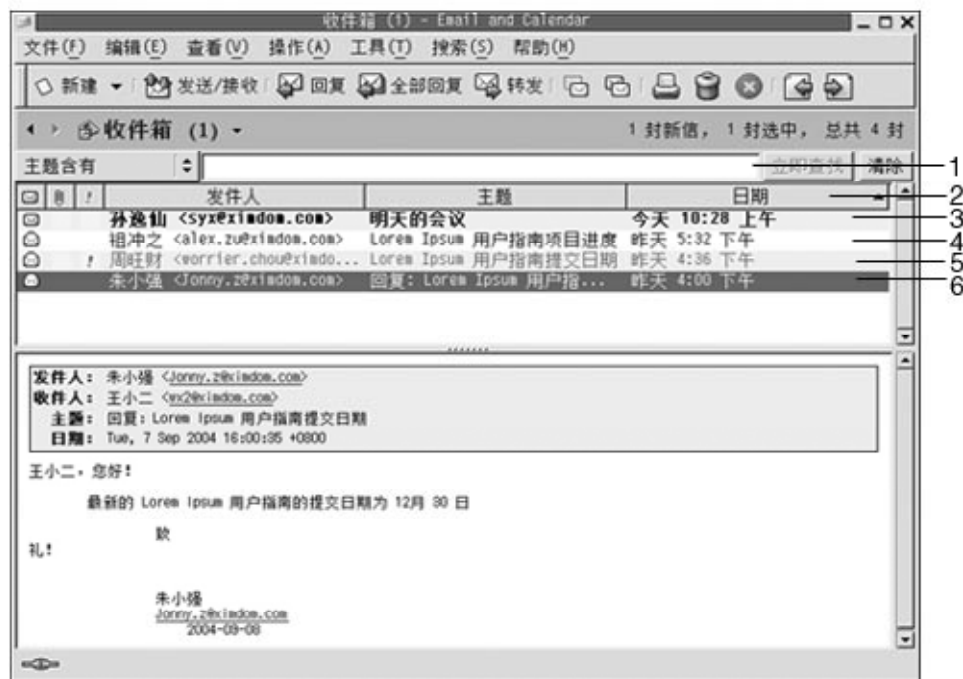 收件箱 (1) - Email and Calendar
文件(F) 编辑(E) 查看(V) 操作(A) 工具(T) 搜索(S) 帮助(H)
新建 发送/接收 回复 全部回复 转发
收件箱 (1) 1 封新信, 1 封选中, 总共 4 封
主题含有 立即查找 清除 1
! 发件人 主题 日期 2
孙逸仙 <syx@ximdom.com> 明天的会议 今天 10:28 上午 3
祖冲之 <alex.zu@ximdom.com> Lorem Ipsum 用户指南项目进度 昨天 5:32 下午 4
! 周旺财 <worrier.chou@ximdo... Lorem Ipsum 用户指南提交日期 昨天 4:36 下午 5
朱小强 <Jonny.z@ximdom.com> 回复: Lorem Ipsum 用户指... 昨天 4:00 下午 6
发件人: 朱小强 <Jonny.z@ximdom.com>
收件人: 王小二 <wx2@ximdom.com>
主题: 回复: Lorem Ipsum 用户指南提交日期
日期: Tue, 7 Sep 2004 16:00:35 +0800
王小二,您好!
最新的 Lorem Ipsum 用户指南的提交日期为 12月 30 日
致
礼!
朱小强
Jonny.z@ximdom.com
2004-09-08